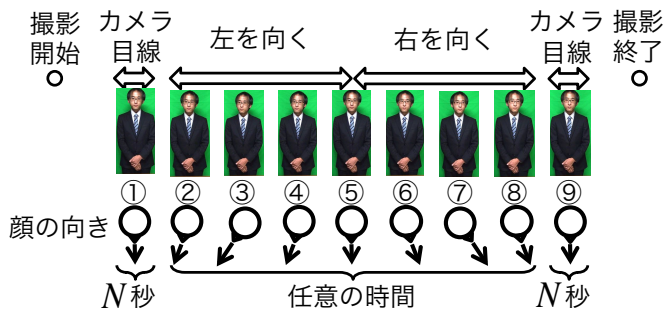 撮影
開始
カメラ
目線
左を向く
右を向く
カメラ
目線
撮影
終了
① ② ③ ④ ⑤ ⑥ ⑦ ⑧ ⑨
顔の向き
N秒
任意の時間
N秒